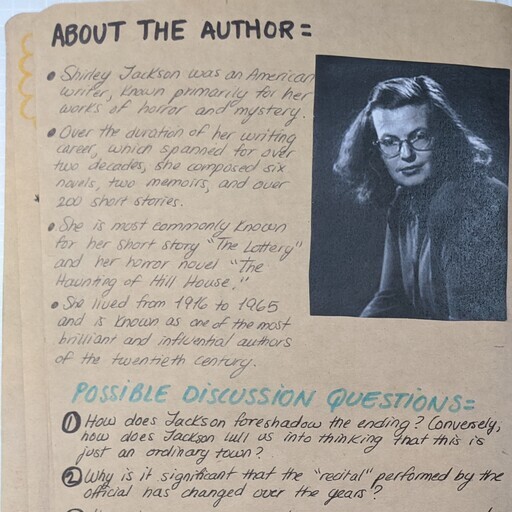 ABOUT THE AUTHOR=
• Shirley Jackson was an American
writer, known primarily for her
works of horror and mystery.
• Over the duration of her writing
career, which spanned for over
two decades, she composed six
novels, two memoirs, and over
200 short stories.
• She is most commonly known
for her short story "The Lottery"
and her horror novel "The
Haunting of Hill House."
• She lived from 1916 to 1965
and is known as one of the most
brilliant and influential authors
of the twentieth century.
POSSIBLE DISCUSSION QUESTIONS=
1 How does Jackson foreshadow the ending? Conversely,
how does Jackson lull us into thinking that this is
just an ordinary town?
2 Why is it significant that the "recital" performed by the
official has changed over the years?